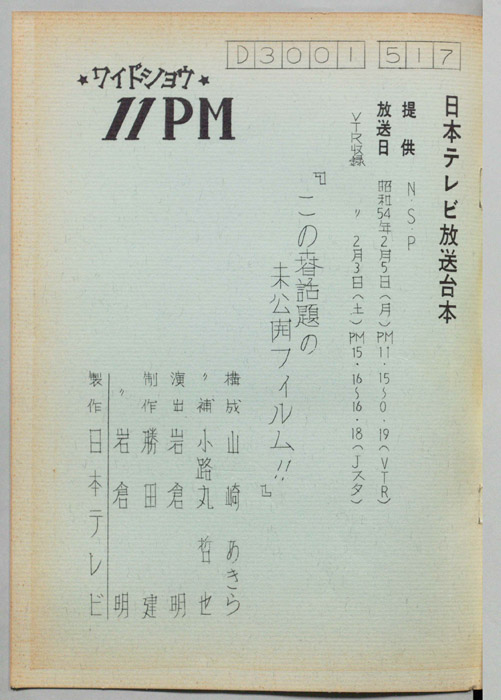 D3001517
日本テレビ放送台本
提供 N・S・P
放送日 昭和54年2月5日(月)PM11・15〜0・19(VTR)
VTR収録 〃 2月3日(土)PM15・16〜16・18(Jスタ)
『この春話題の
未公開フィルム!!』
★ワイドショウ★
11PM
構成 山崎 あきら
〃補 小路丸 哲也
演出 岩倉 明
制作 勝田 建
〃 岩倉 明
製作 日本テレビ